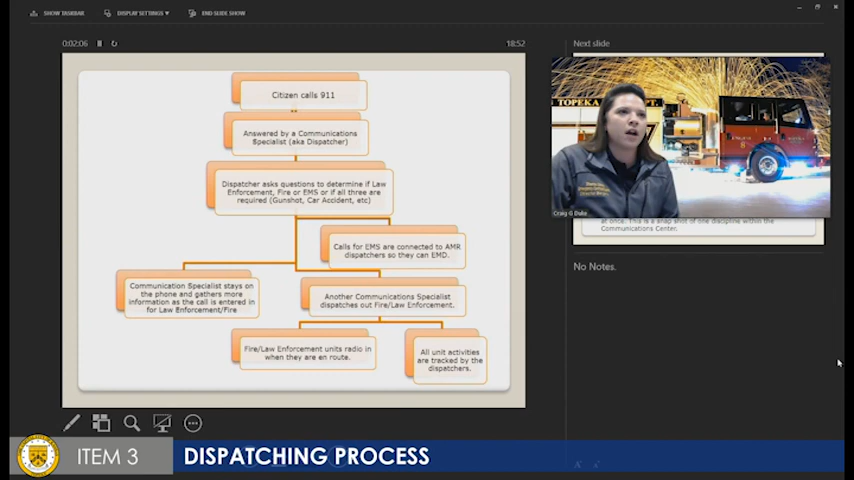 SHOW TASKBAR
DISPLAY SETTINGS ▾
END SLIDE SHOW
0:02:06
18:52
Next slide
Citizen calls 911
Answered by a Communications
Specialist (aka Dispatcher)
Dispatcher asks questions to determine if Law
Enforcement, Fire or EMS or if all three are
required (Gunshot, Car Accident, etc)
Calls for EMS are connected to AMR
dispatchers so they can EMD.
Communication Specialist stays on
the phone and gathers more
information as the call is entered in
for Law Enforcement/Fire
Another Communications Specialist
dispatches out Fire/Law Enforcement.
Fire/Law Enforcement units radio in
when they are en route.
All unit activities
are tracked by the
dispatchers.
TOPEKA
Craig G Duke
at once. This is a snap shot of one discipline within the
Communications Center.
No Notes.
ITEM 3
DISPATCHING PROCESS